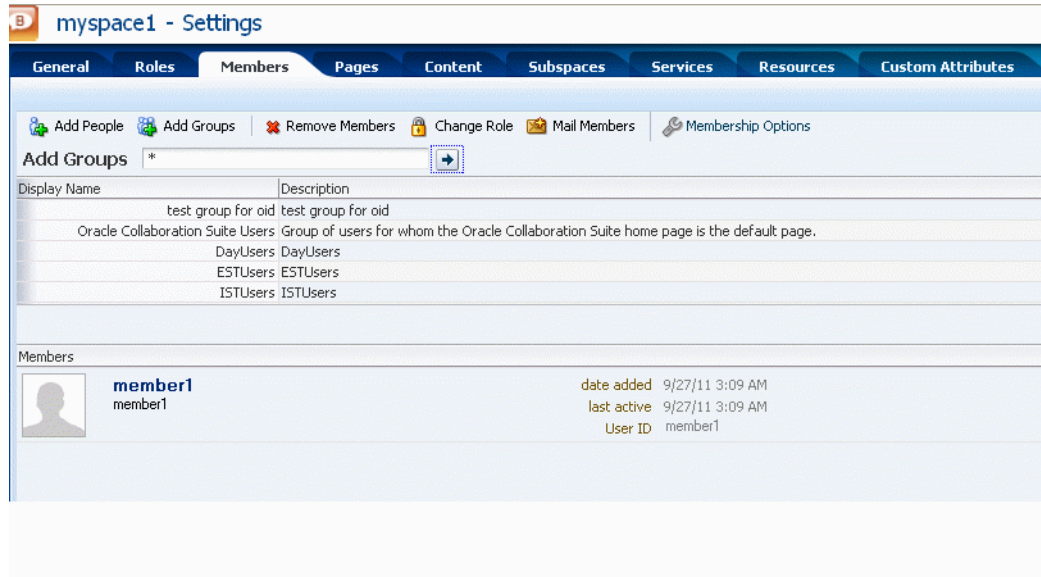 B myspace1 - Settings
General Roles Members Pages Content Subspaces Services Resources Custom Attributes
Add People Add Groups Remove Members Change Role Mail Members Membership Options
Add Groups *
Display Name Description
test group for oid test group for oid
Oracle Collaboration Suite Users Group of users for whom the Oracle Collaboration Suite home page is the default page.
DayUsers DayUsers
ESTUsers ESTUsers
ISTUsers ISTUsers
Members
member1 date added 9/27/11 3:09 AM
member1 last active 9/27/11 3:09 AM
User ID member1